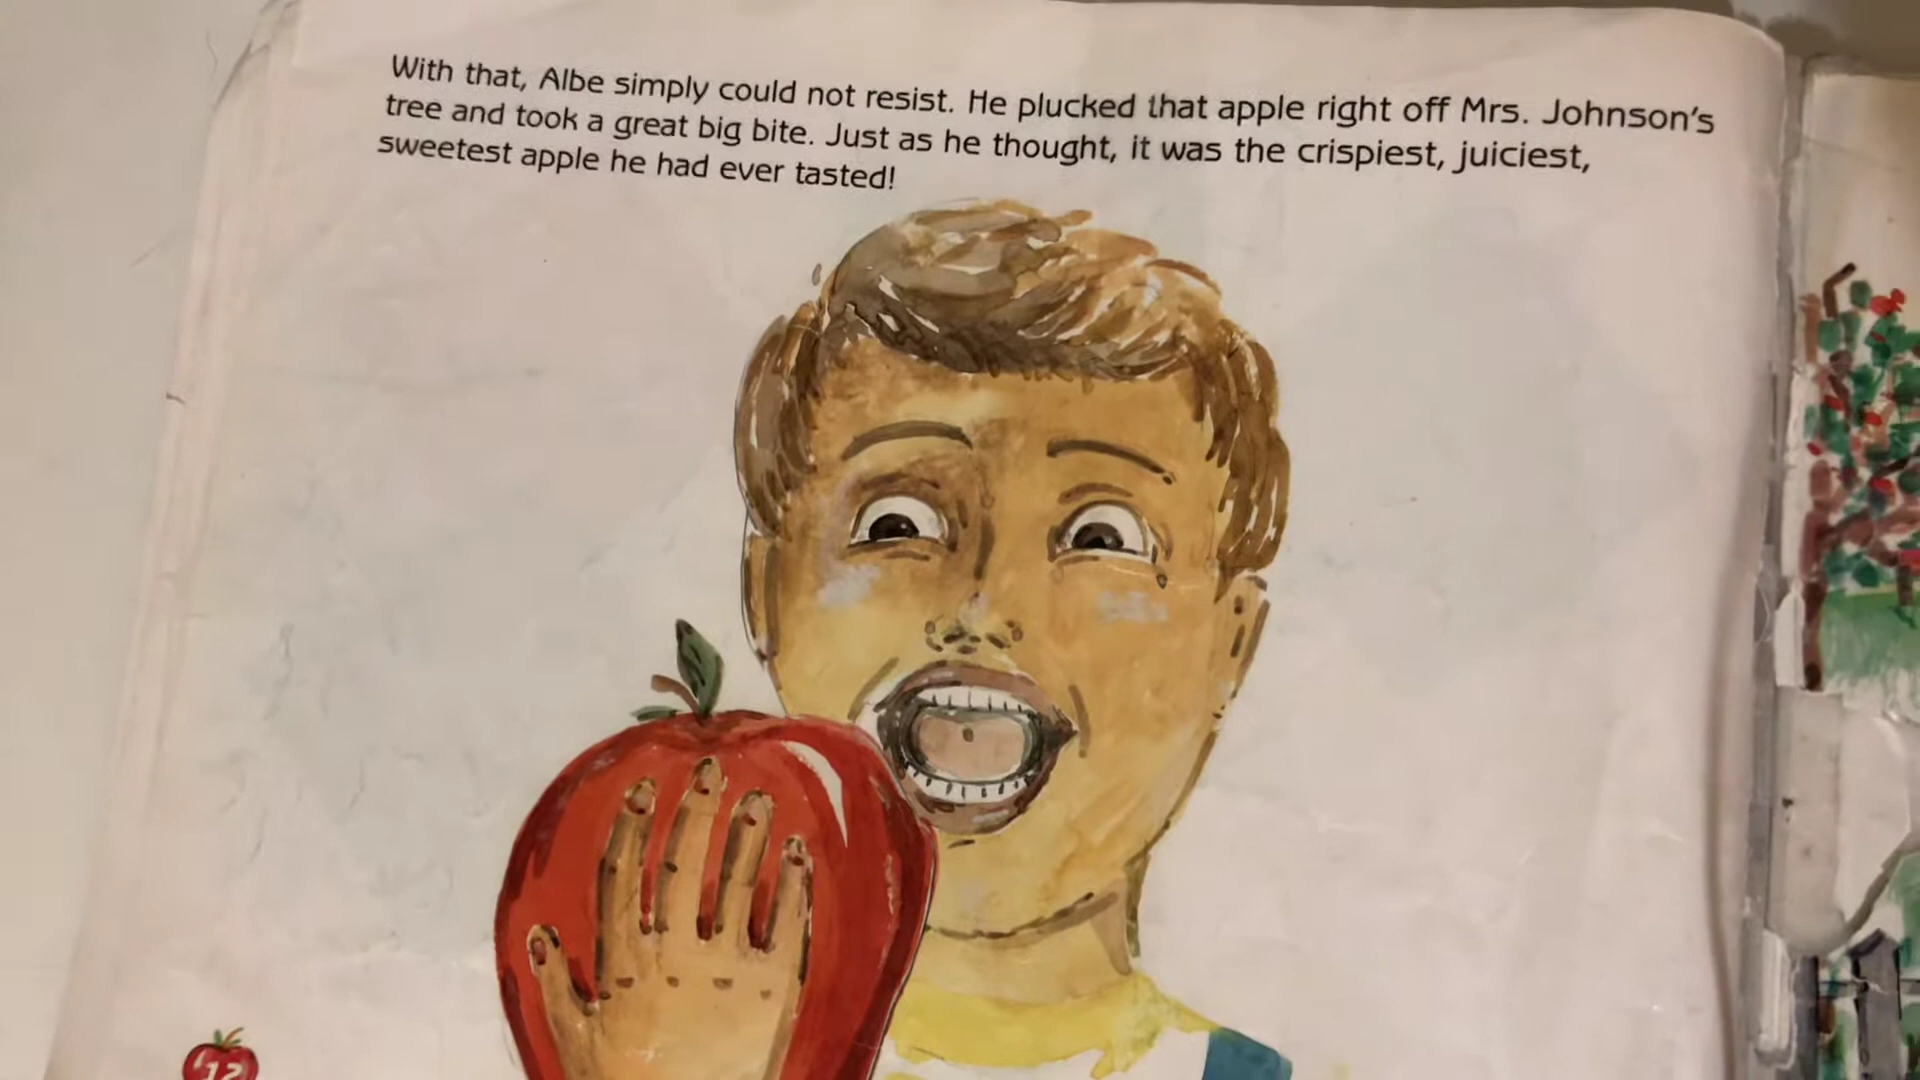 With that, Albe simply could not resist. He plucked that apple right off Mrs. Johnson's
tree and took a great big bite. Just as he thought, it was the crispiest, juiciest,
sweetest apple he had ever tasted!
12